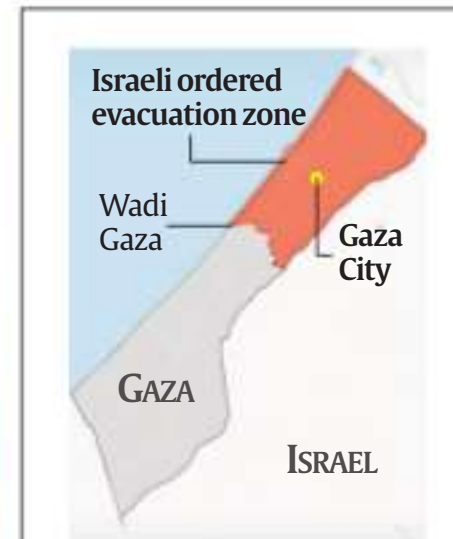 Israeli ordered
evacuation zone
Wadi
Gaza
Gaza
City
GAZA
ISRAEL